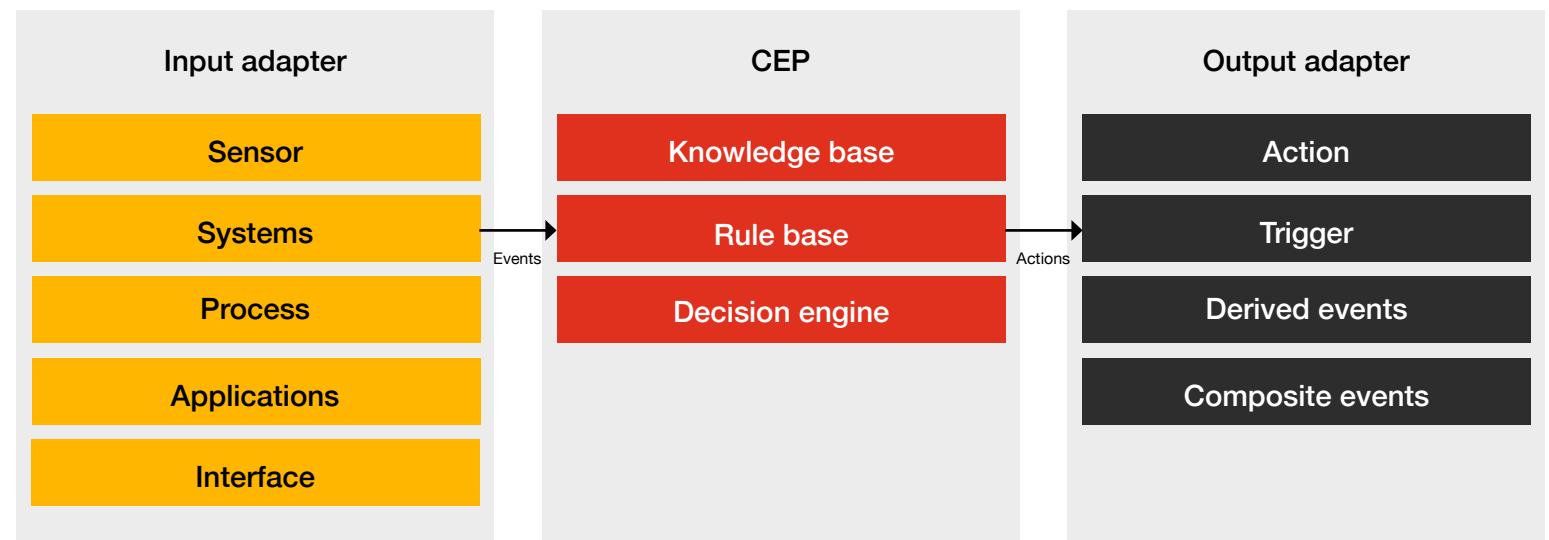 Input adapter
Sensor
Systems
Process
Applications
Interface
Events
CEP
Knowledge base
Rule base
Decision engine
Actions
Output adapter
Action
Trigger
Derived events
Composite events